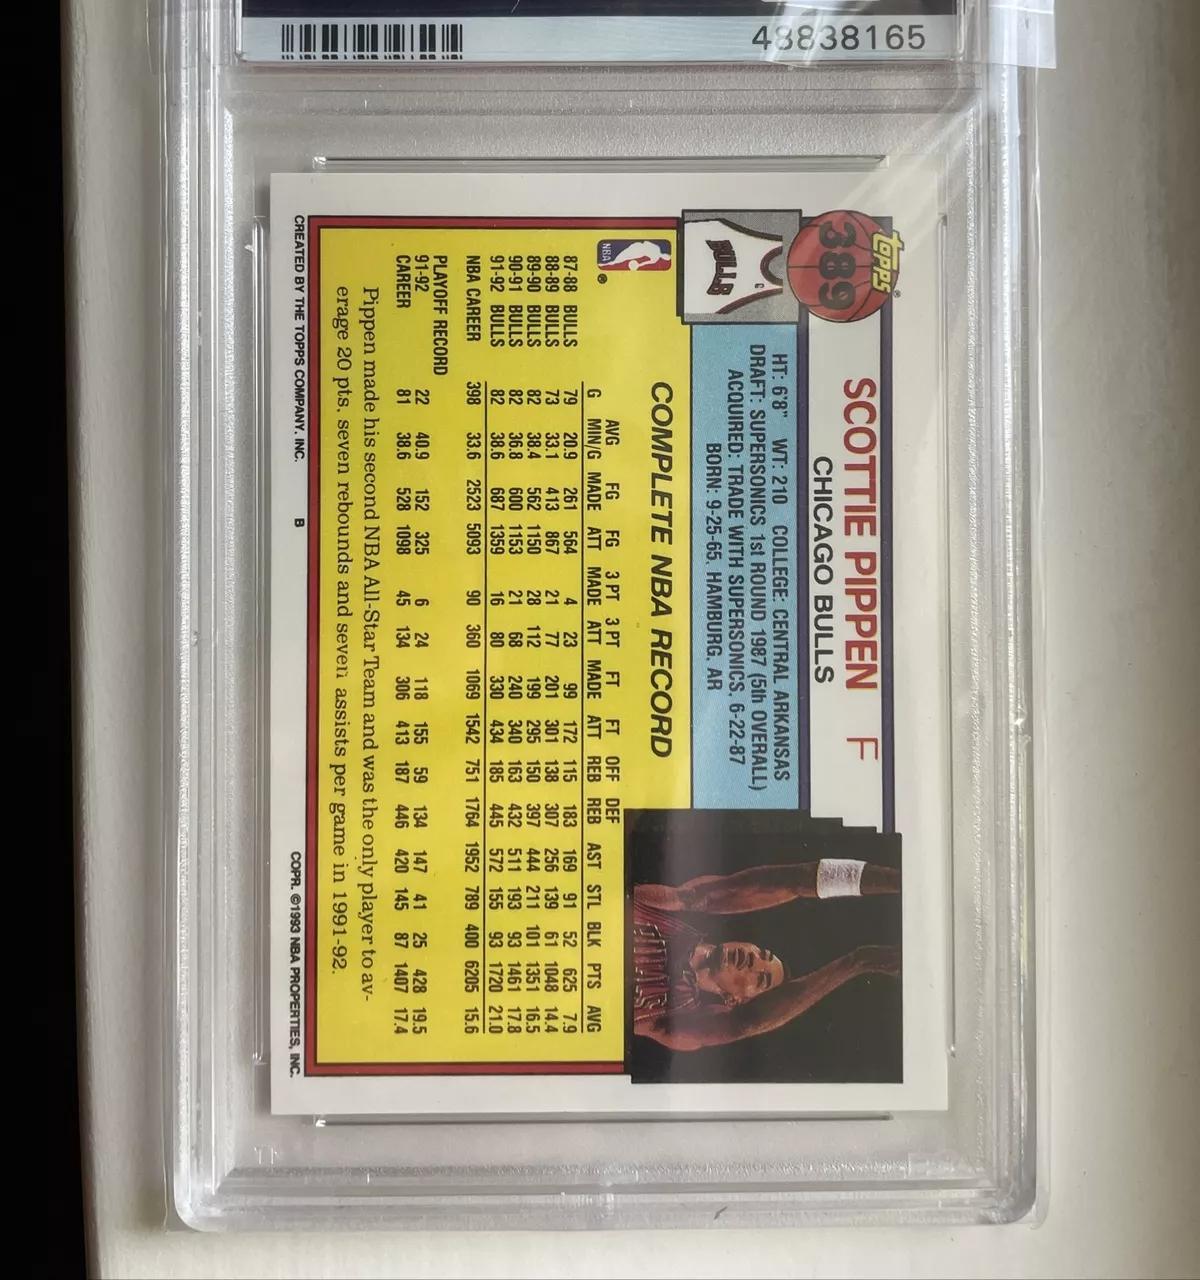 48838165
TOPPS®
389
SCOTTIE PIPPEN F
CHICAGO BULLS
BULLS
HT: 6'8" WT: 210 COLLEGE: CENTRAL ARKANSAS
DRAFT: SUPERSONICS 1st ROUND 1987 (5th OVERALL)
ACQUIRED: TRADE WITH SUPERSONICS, 6-22-87
BORN: 9-25-65, HAMBURG, AR
COMPLETE NBA RECORD
NBA ®
AVG FG FG 3 PT 3 PT FT FT OFF DEF
G MIN/G MADE ATT MADE ATT MADE ATT REB REB AST STL BLK PTS AVG
87-88 BULLS 79 20.9 261 564 4 23 99 172 115 183 169 91 52 625 7.9
88-89 BULLS 73 33.1 413 867 21 77 201 301 138 307 256 139 61 1048 14.4
89-90 BULLS 82 38.4 562 1150 28 112 199 295 150 397 444 211 101 1351 16.5
90-91 BULLS 82 36.8 600 1153 21 68 240 340 163 432 511 193 93 1461 17.8
91-92 BULLS 82 38.6 687 1359 16 80 330 434 185 445 572 155 93 1720 21.0
NBA CAREER 398 33.6 2523 5093 90 360 1069 1542 751 1764 1952 789 400 6205 15.6
PLAYOFF RECORD
91-92 22 40.9 152 325 6 24 118 155 59 134 147 41 25 428 19.5
CAREER 81 38.6 528 1098 45 134 306 413 187 446 420 145 87 1407 17.4
Pippen made his second NBA All-Star Team and was the only player to av-
erage 20 pts. seven rebounds and seven assists per game in 1991-92.
CREATED BY THE TOPPS COMPANY, INC. B COPR. ©1993 NBA PROPERTIES, INC.